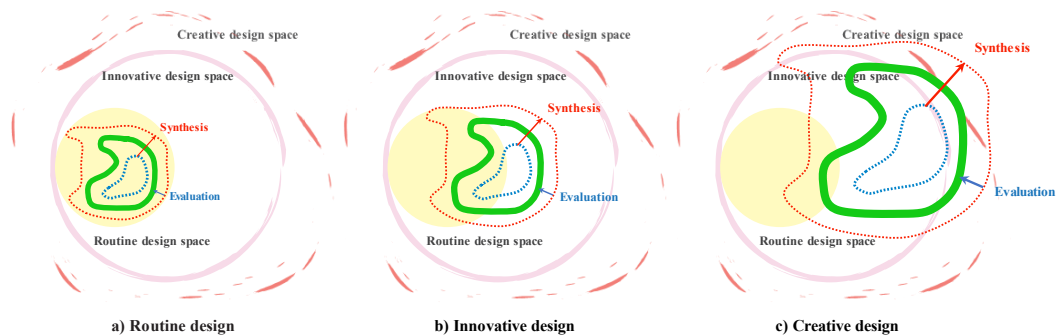 Creative design space
Innovative design space
Synthesis
Evaluation
Routine design space
a) Routine design
Creative design space
Innovative design space
Synthesis
Evaluation
Routine design space
b) Innovative design
Creative design space
Synthesis
Innovative design space
Evaluation
Routine design space
c) Creative design